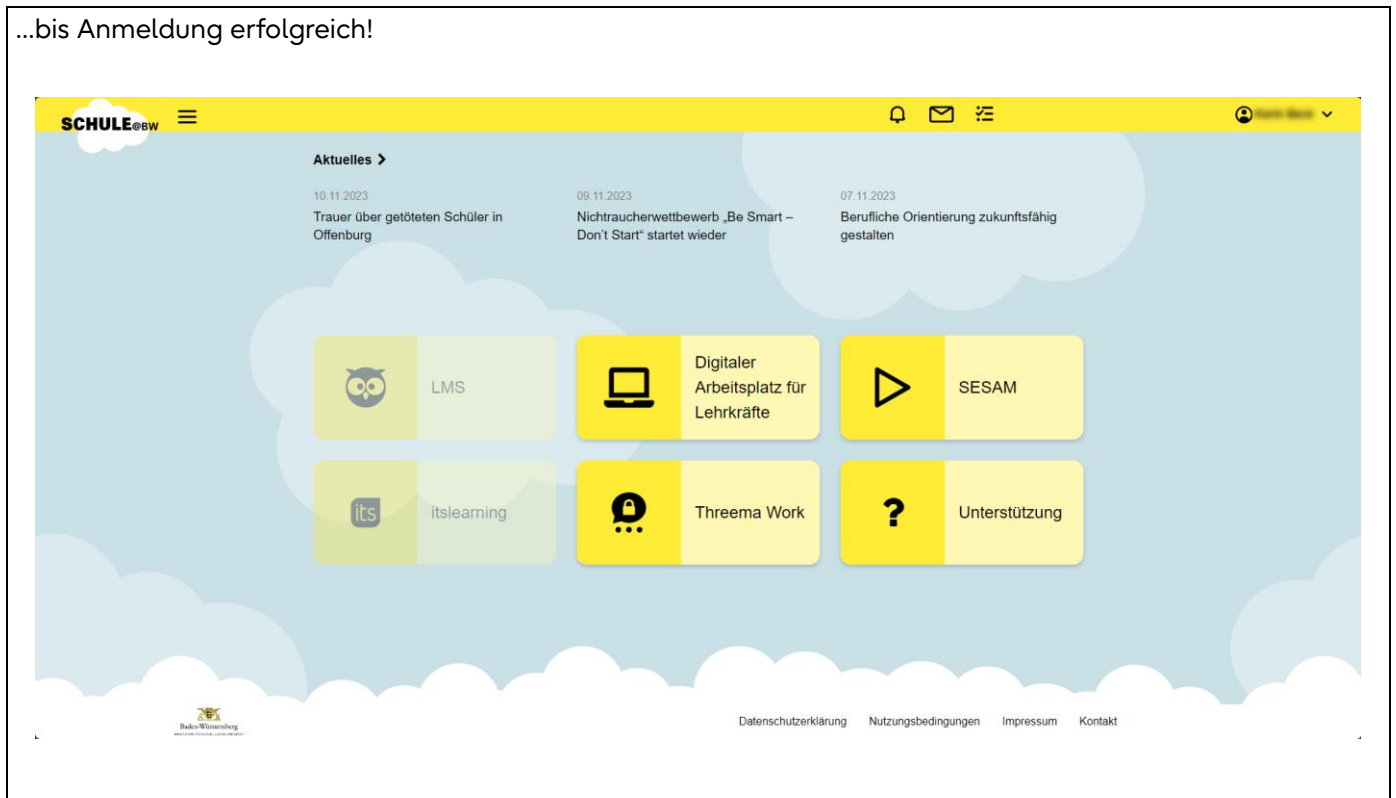 ...bis Anmeldung erfolgreich!
SCHULE@BW
Aktuelles
10.11.2023
Trauer über getöteten Schüler in
Offenburg
09.11.2023
Nichtraucherwettbewerb „Be Smart –
Don't Start“ startet wieder
07.11.2023
Berufliche Orientierung zukunftsfähig
gestalten
LMS
Digitaler
Arbeitsplatz für
Lehrkräfte
SESAM
its
itslearning
Threema Work
?
Unterstützung
Baden-Württemberg
Datenschutzerklärung
Nutzungsbedingungen
Impressum
Kontakt